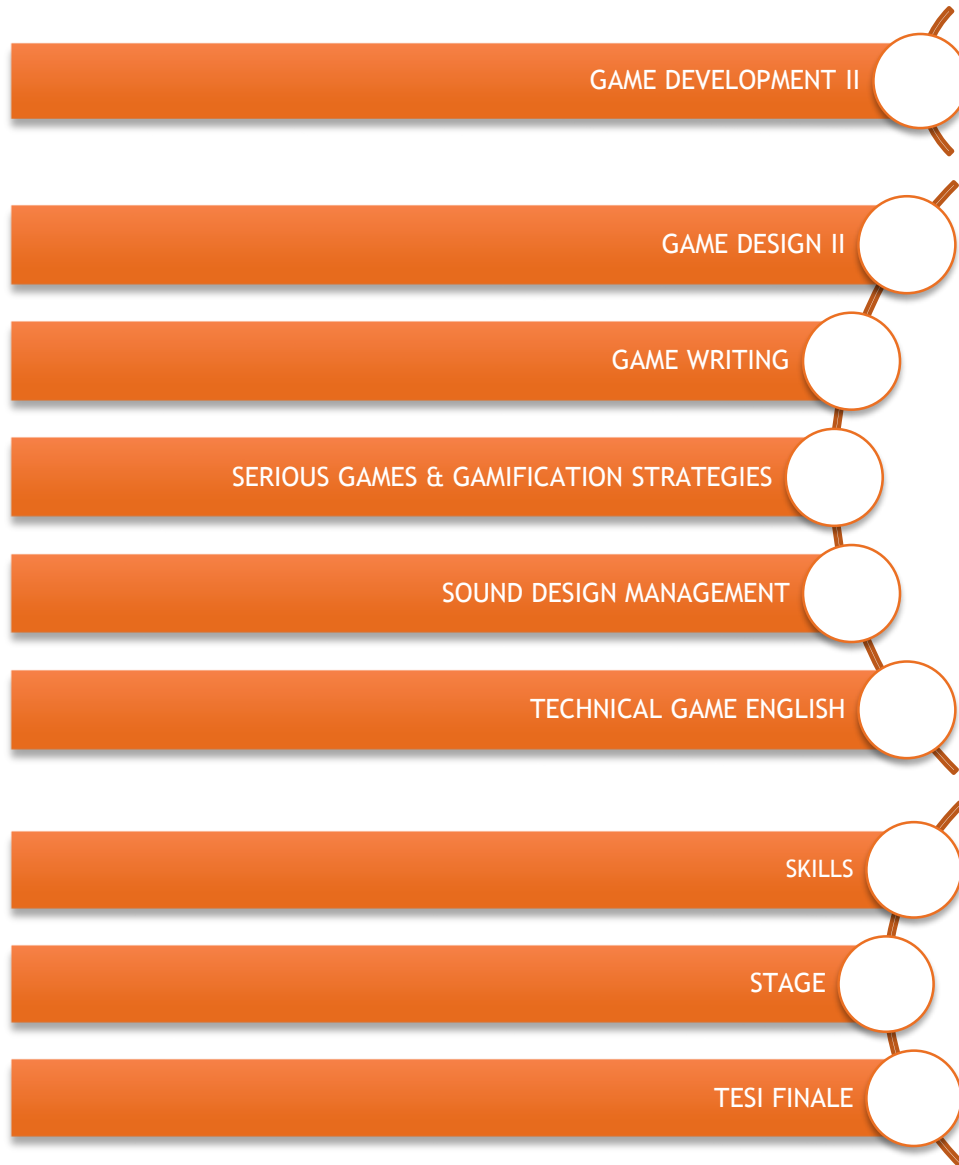 GAME DEVELOPMENT II
GAME DESIGN II
GAME WRITING
SERIOUS GAMES & GAMIFICATION STRATEGIES
SOUND DESIGN MANAGEMENT
TECHNICAL GAME ENGLISH
SKILLS
STAGE
TESI FINALE